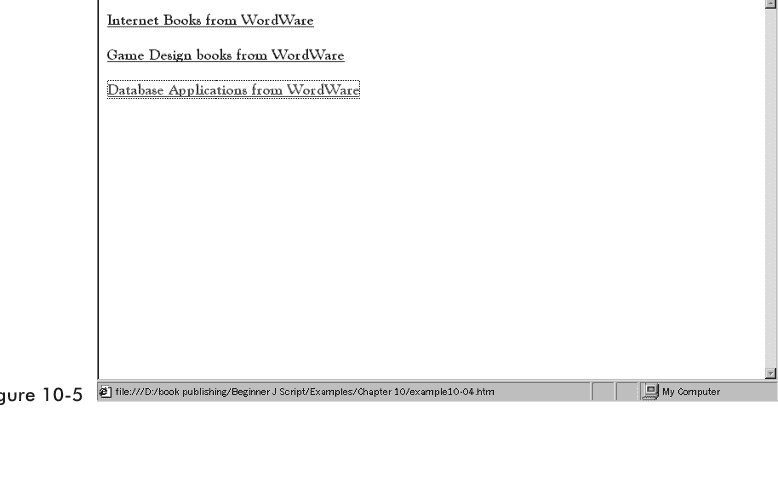 Internet Books from WordWare
Game Design books from WordWare
Database Applications from WordWare
gure 10-5
file:///D:/book publishing/Beginner J Script/Examples/Chapter 10/example10-04.htm
My Computer